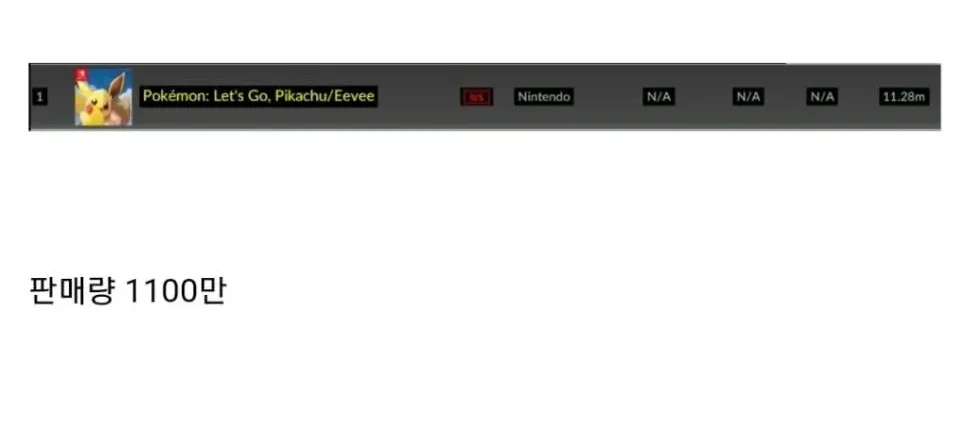 1 Pokémon: Let's Go, Pikachu/Eevee NS Nintendo N/A N/A N/A 11.28m
판매량 1100만